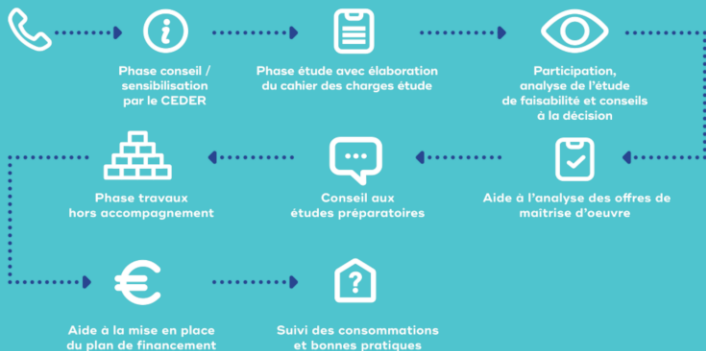 Phase conseil /
sensibilisation
par le CEDER
Phase étude avec élaboration
du cahier des charges étude
Participation,
analyse de l'étude
de faisabilité et conseils
à la décision
Aide à l'analyse des offres de
maîtrise d'oeuvre
Conseil aux
études préparatoires
Phase travaux
hors accompagnement
Aide à la mise en place
du plan de financement
Suivi des consommations
et bonnes pratiques